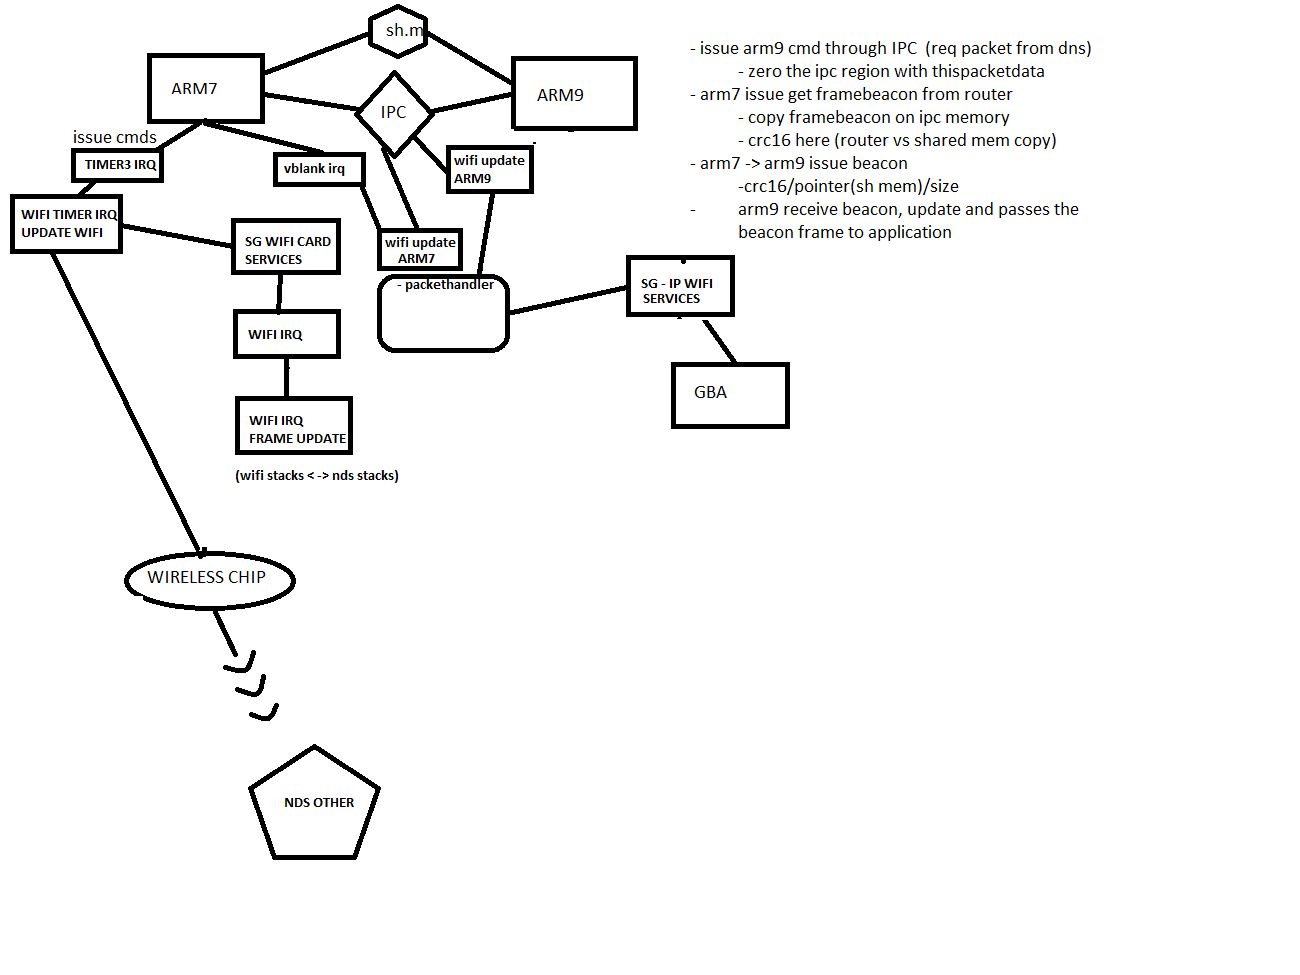 sh.m
ARM7
IPC
ARM9
issue cmds
TIMER3 IRQ
vblank irq
wifi update
ARM9
WIFI TIMER IRQ
UPDATE WIFI
SG WIFI CARD
SERVICES
wifi update
ARM7
- packethandler
SG - IP WIFI
SERVICES
WIFI IRQ
GBA
WIFI IRQ
FRAME UPDATE
(wifi stacks < -> nds stacks)
WIRELESS CHIP
NDS OTHER
- issue arm9 cmd through IPC (req packet from dns)
- zero the ipc region with thispacketdata
- arm7 issue get framebeacon from router
- copy framebeacon on ipc memory
- crc16 here (router vs shared mem copy)
- arm7 -> arm9 issue beacon
-crc16/pointer(sh mem)/size
- arm9 receive beacon, update and passes the
beacon frame to application